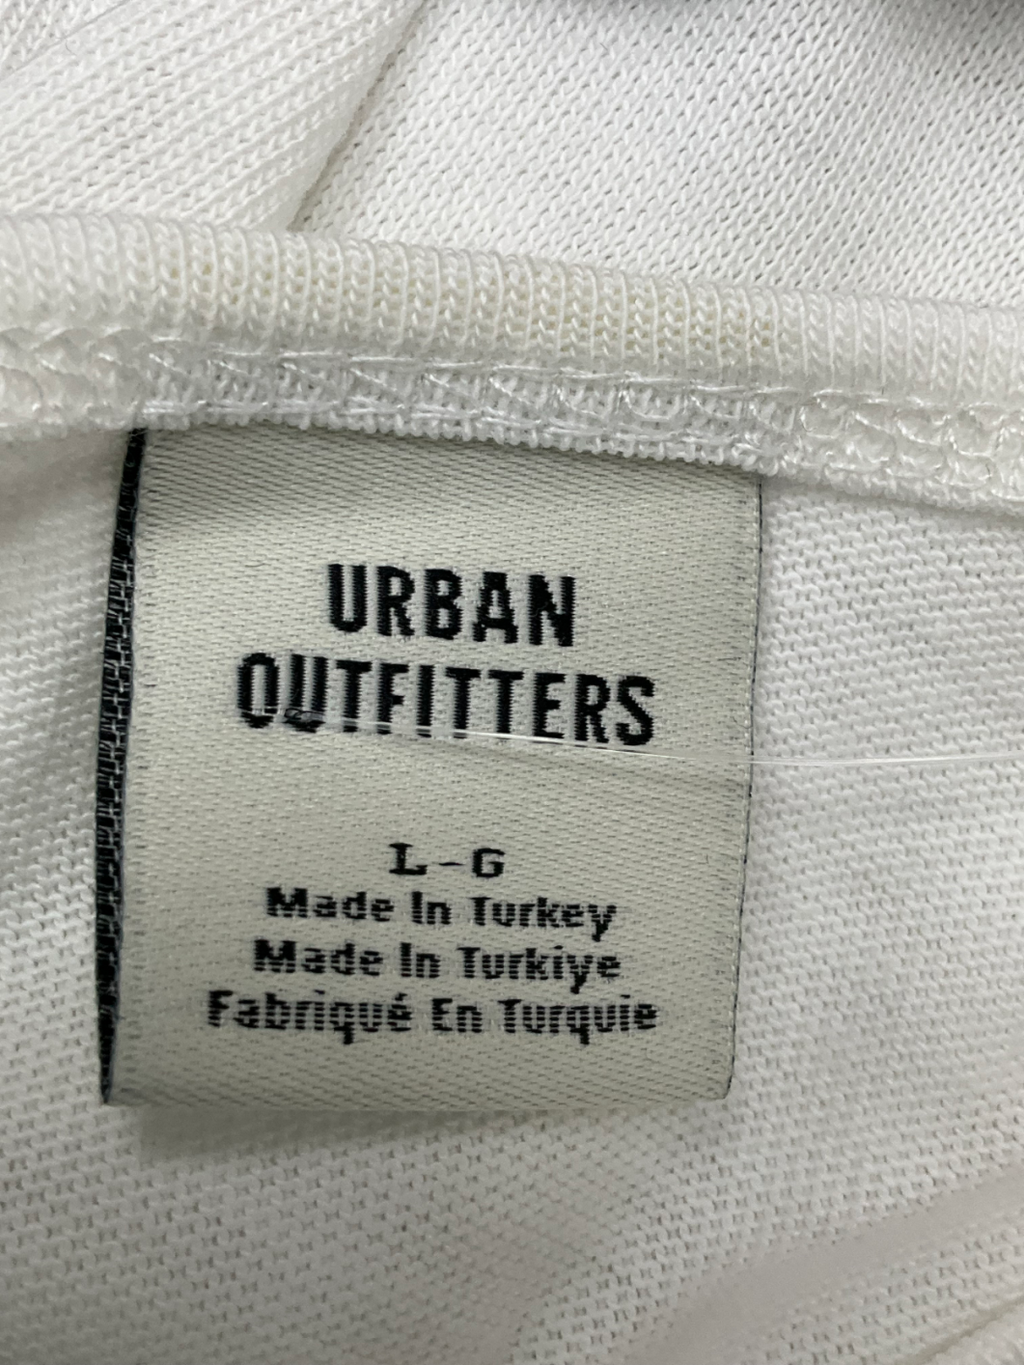 URBAN
OUTFITTERS
L-G
Made In Turkey
Made In Turkiye
Fabriqué En Turquie